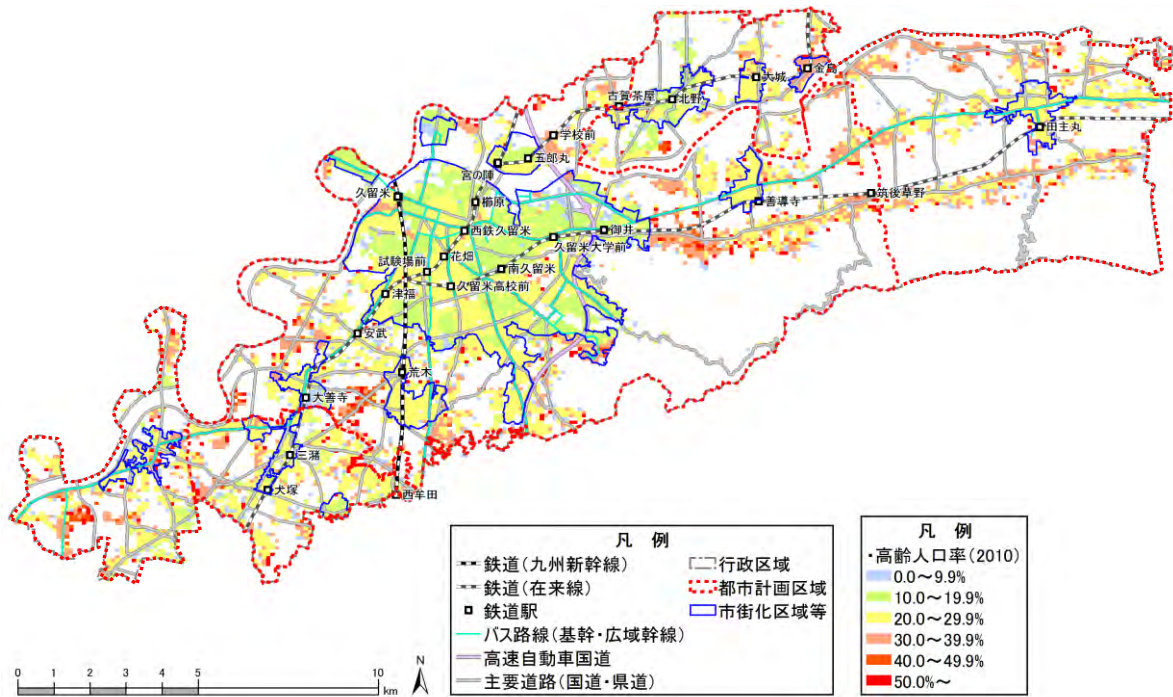 大城
金島
古賀茶屋
北野
学校前
田主丸
五郎丸
宮の陣
久留米
櫛原
善導寺
筑後草野
西鉄久留米
御井
久留米大学前
花畑
試験場前
南久留米
久留米高校前
津福
安武
荒木
大善寺
三潴
犬塚
西牟田
凡 例
鉄道(九州新幹線)
鉄道(在来線)
鉄道駅
バス路線(基幹・広域幹線)
高速自動車国道
主要道路(国道・県道)
行政区域
都市計画区域
市街化区域等
凡 例
・高齢人口率(2010)
0.0~9.9%
10.0~19.9%
20.0~29.9%
30.0~39.9%
40.0~49.9%
50.0%~
0 1 2 3 4 5 10
km
N